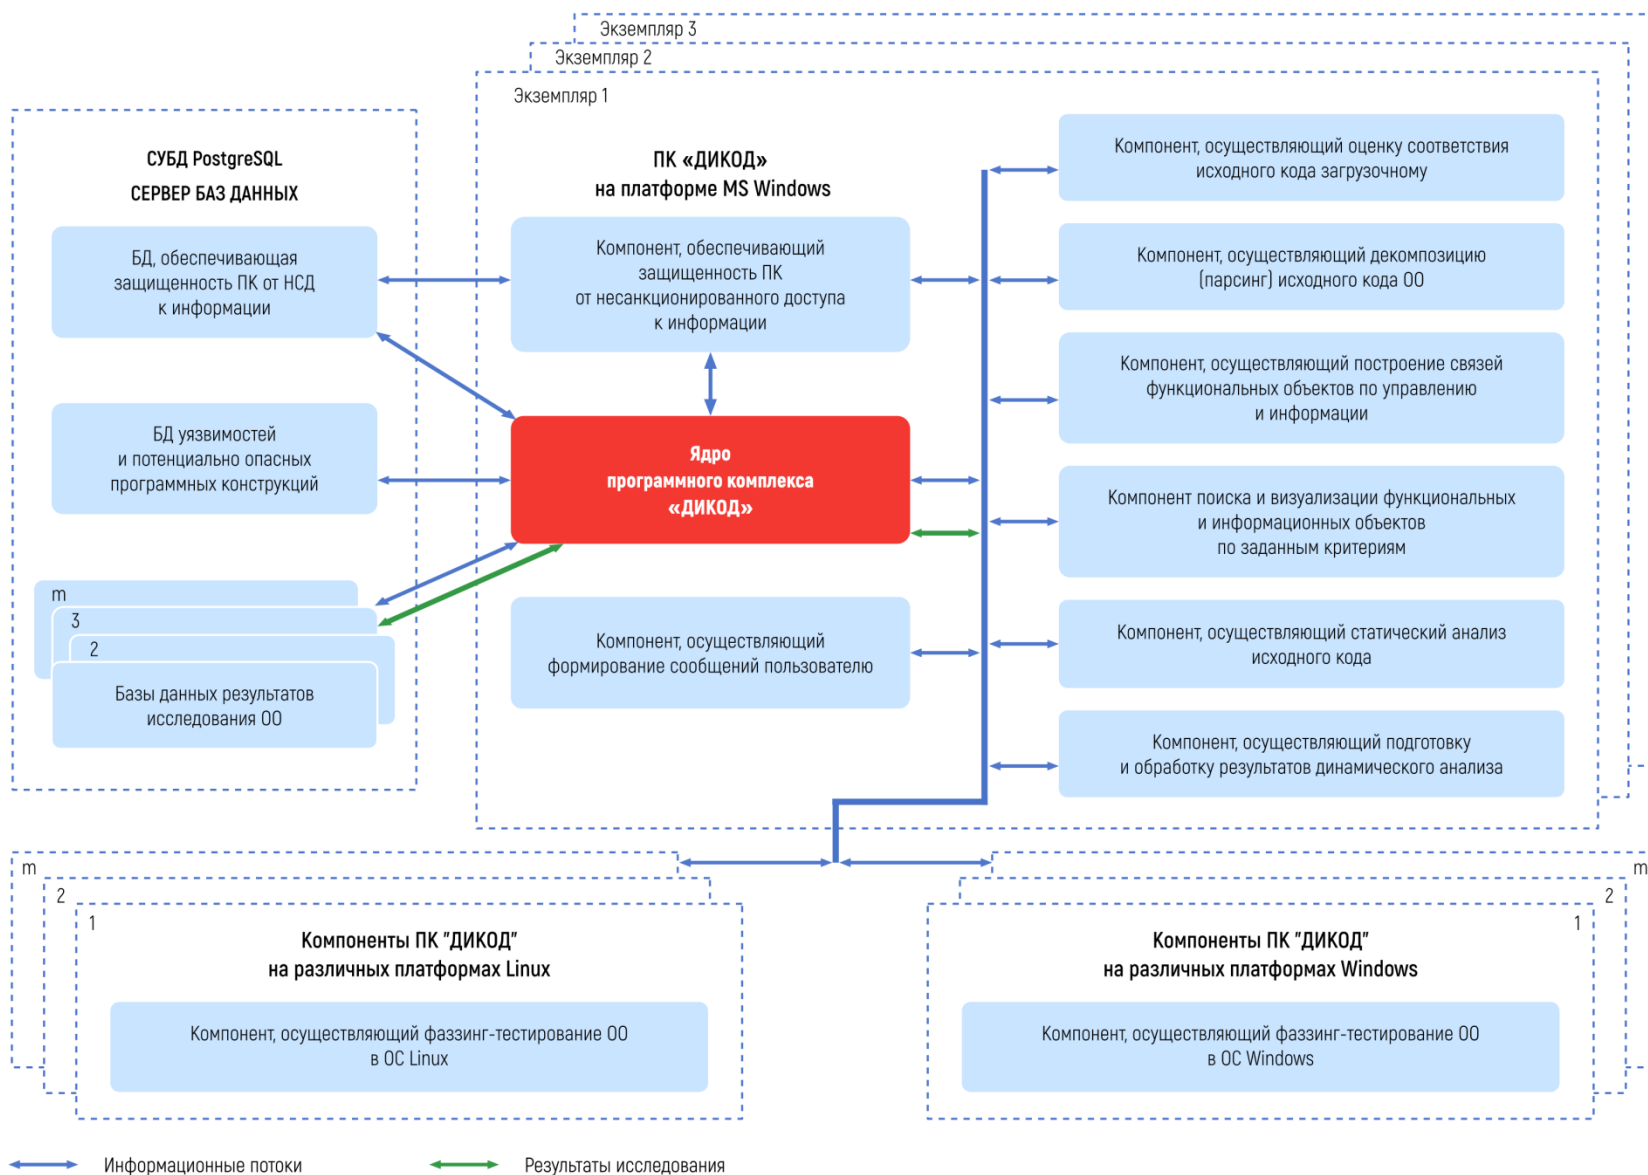 Экземпляр 3
Экземпляр 2
Экземпляр 1
СУБД PostgreSQL
СЕРВЕР БАЗ ДАННЫХ
БД, обеспечивающая
защищенность ПК от НСД
к информации
БД уязвимостей
и потенциально опасных
программных конструкций
m
3
2
Базы данных результатов
исследования ОО
ПК «ДИКОД»
на платформе MS Windows
Компонент, обеспечивающий
защищенность ПК
от несанкционированного доступа
к информации
Ядро
программного комплекса
«ДИКОД»
Компонент, осуществляющий
формирование сообщений пользователю
Компонент, осуществляющий оценку соответствия
исходного кода загрузочному
Компонент, осуществляющий декомпозицию
(парсинг) исходного кода ОО
Компонент, осуществляющий построение связей
функциональных объектов по управлению
и информации
Компонент поиска и визуализации функциональных
и информационных объектов
по заданным критериям
Компонент, осуществляющий статический анализ
исходного кода
Компонент, осуществляющий подготовку
и обработку результатов динамического анализа
m
2
1
Компоненты ПК "ДИКОД"
на различных платформах Linux
Компонент, осуществляющий фаззинг-тестирование ОО
в ОС Linux
m
2
1
Компоненты ПК "ДИКОД"
на различных платформах Windows
Компонент, осуществляющий фаззинг-тестирование ОО
в ОС Windows
Информационные потоки
Результаты исследования